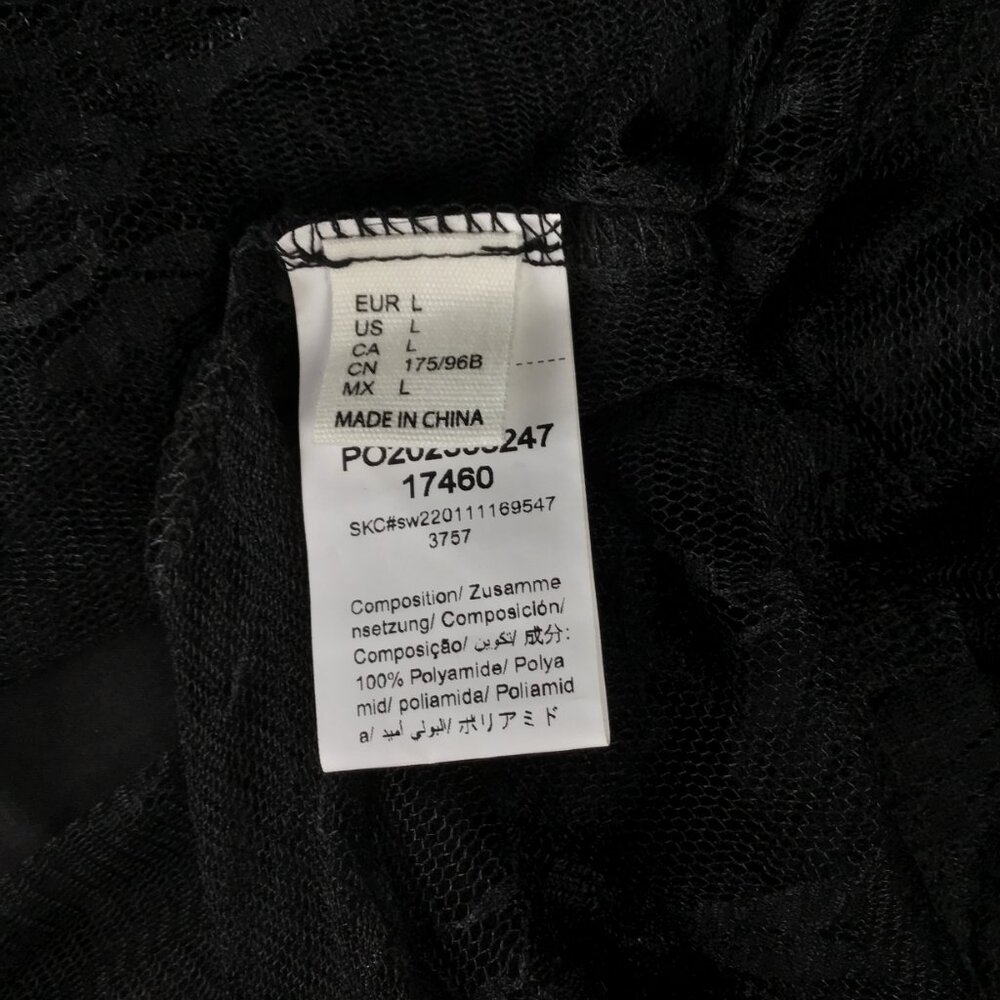 EUR L
US L
CA L
CN 175/96B
MX L
MADE IN CHINA
17460
SKC#sw220111169547
3757
Composition/ Zusamme
nsetzung/ Composición/
Composição/ تكوين/ 成分:
100% Polyamide/ Polya
mid/ poliamida/ Poliamid
a/ البولي أميد/ ポリアミド